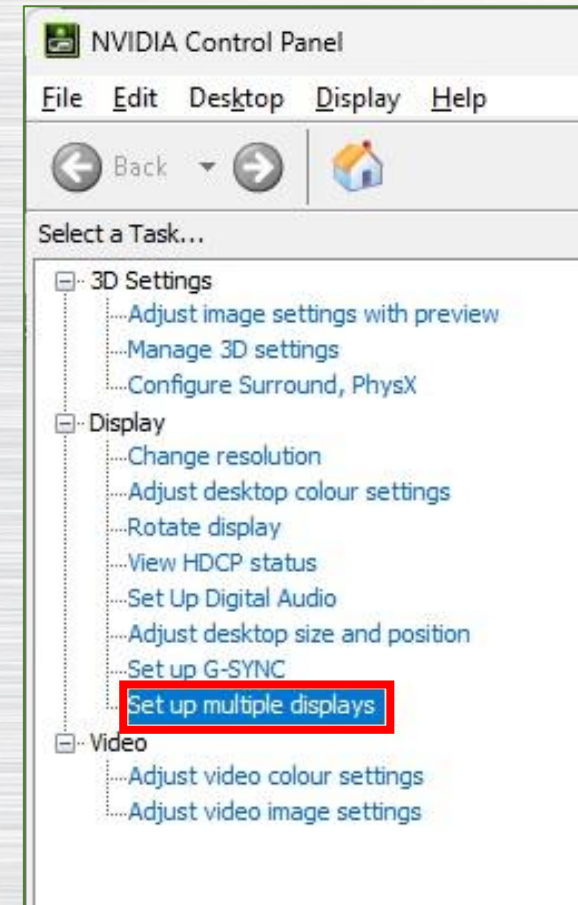 NVIDIA Control Panel
File Edit Desktop Display Help
Back
Select a Task...
3D Settings
Adjust image settings with preview
Manage 3D settings
Configure Surround, PhysX
Display
Change resolution
Adjust desktop colour settings
Rotate display
View HDCP status
Set Up Digital Audio
Adjust desktop size and position
Set up G-SYNC
Set up multiple displays
Video
Adjust video colour settings
Adjust video image settings